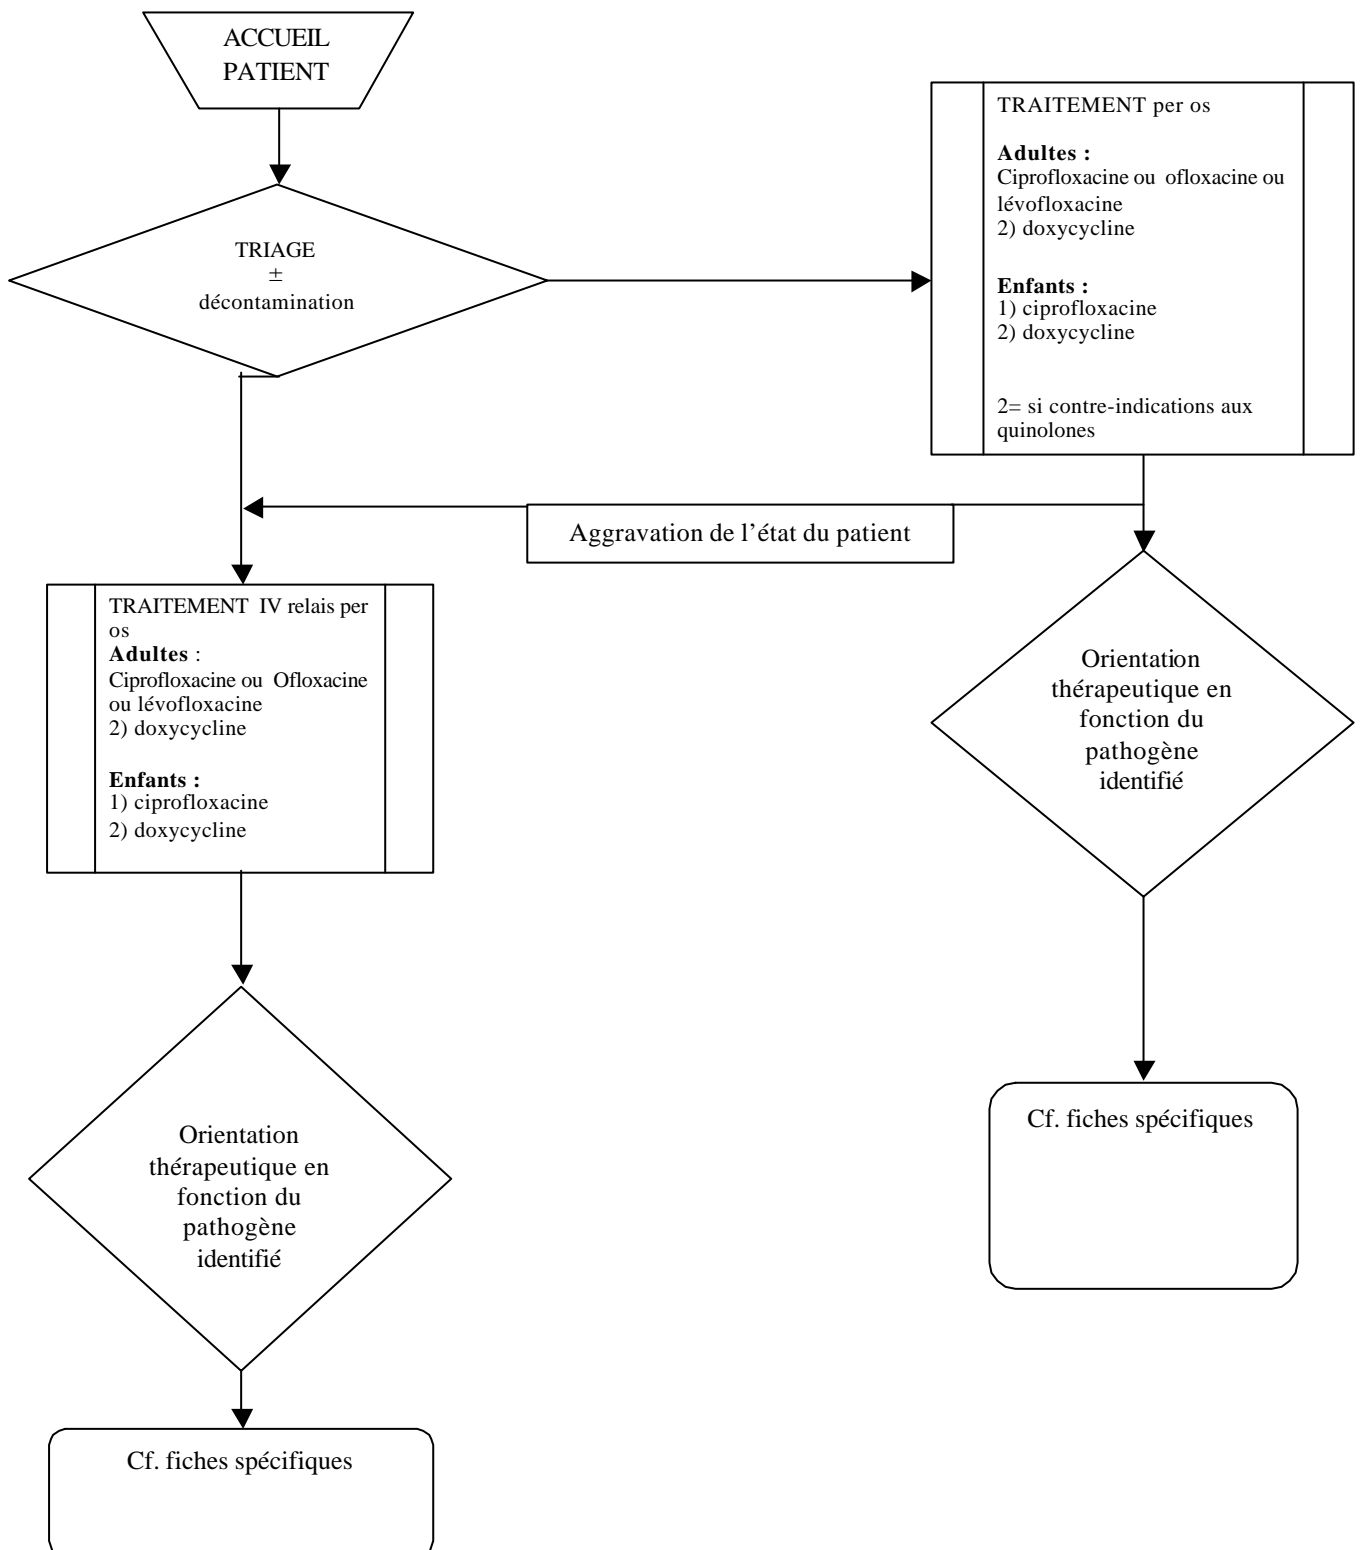 ACCUEIL
PATIENT
TRIAGE
±
décontamination
TRAITEMENT per os
Adultes :
Ciprofloxacine ou ofloxacine ou
lévofloxacine
2) doxycycline
Enfants :
1) ciprofloxacine
2) doxycycline
2= si contre-indications aux
quinolones
Aggravation de l’état du patient
TRAITEMENT IV relais per
os
Adultes :
Ciprofloxacine ou Ofloxacine
ou lévofloxacine
2) doxycycline
Enfants :
1) ciprofloxacine
2) doxycycline
Orientation
thérapeutique en
fonction du
pathogène
identifié
Cf. fiches spécifiques
Orientation
thérapeutique en
fonction du
pathogène
identifié
Cf. fiches spécifiques